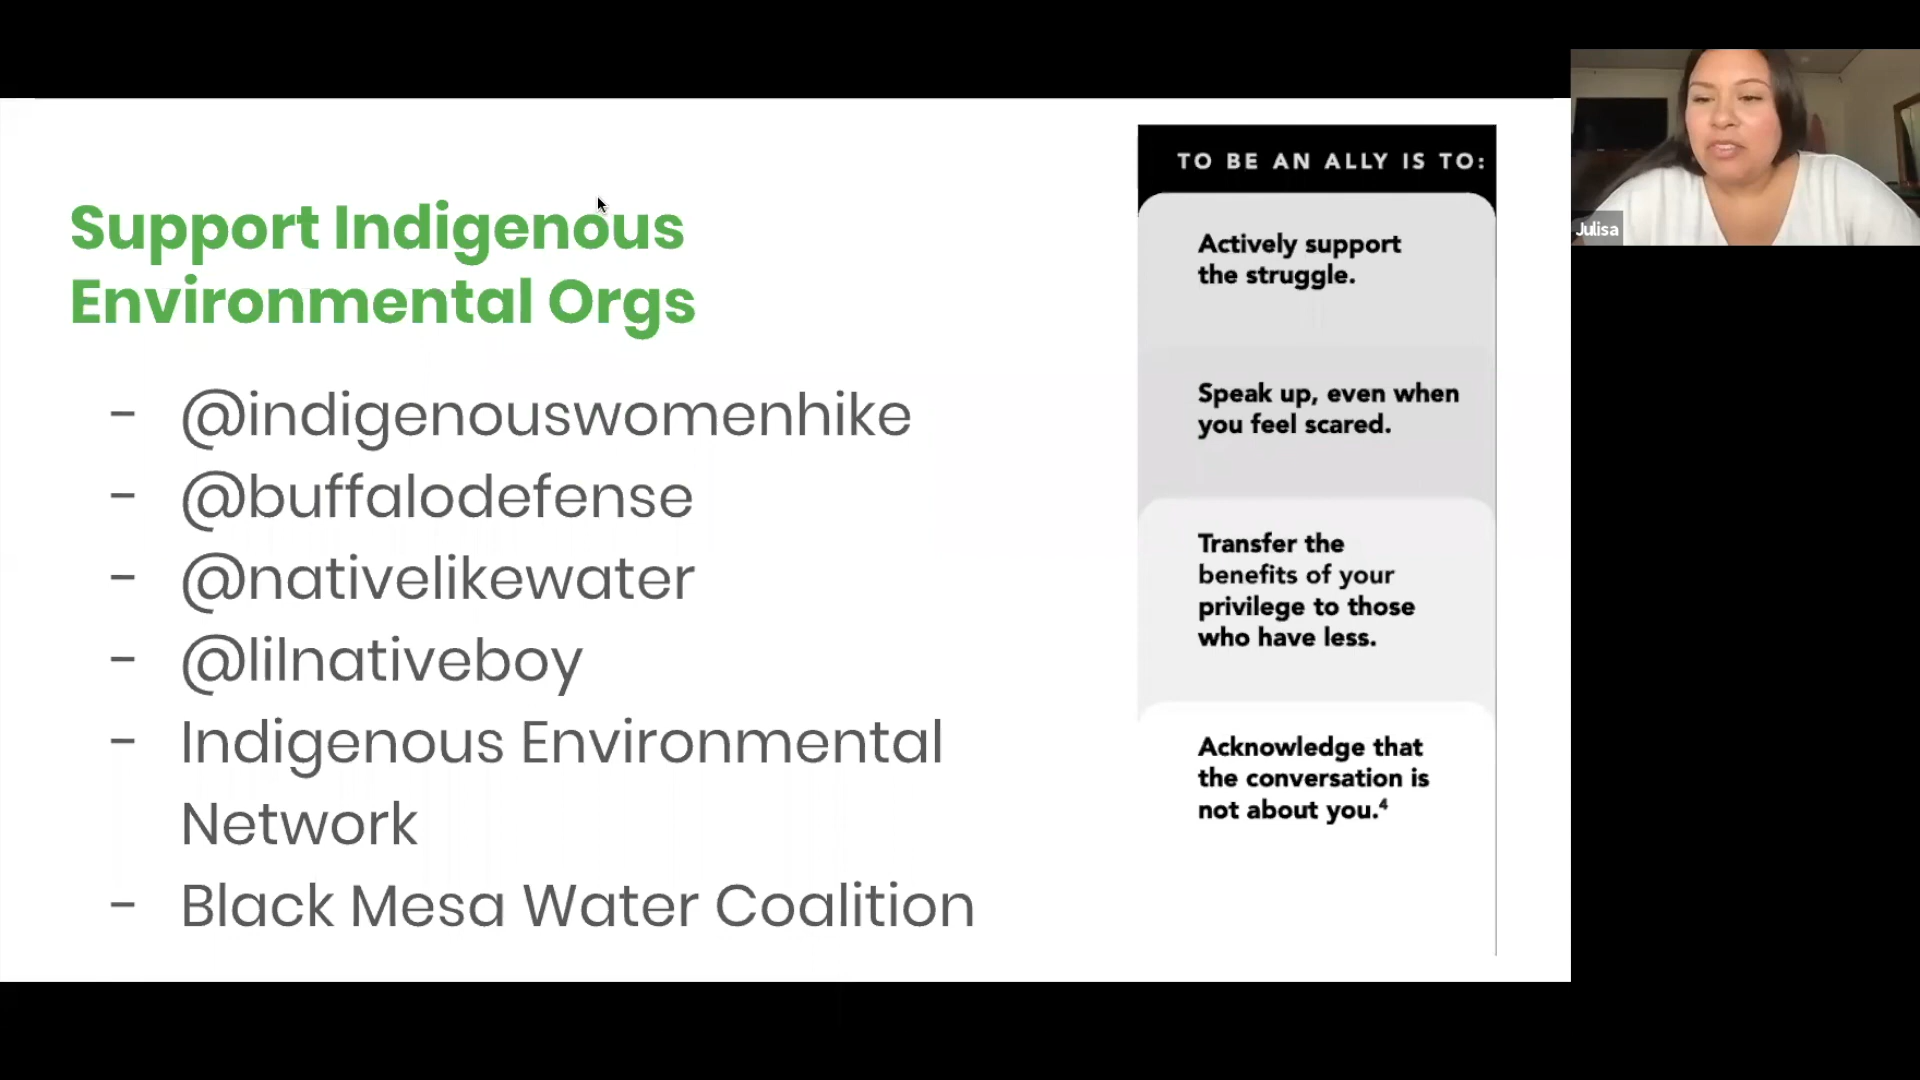 Support Indigenous
Environmental Orgs
- @indigenouswomenhike
- @buffalodefense
- @nativelikewater
- @lilnativeboy
- Indigenous Environmental
Network
- Black Mesa Water Coalition
TO BE AN ALLY IS TO:
Actively support
the struggle.
Speak up, even when
you feel scared.
Transfer the
benefits of your
privilege to those
who have less.
Acknowledge that
the conversation is
not about you.⁴
Julisa